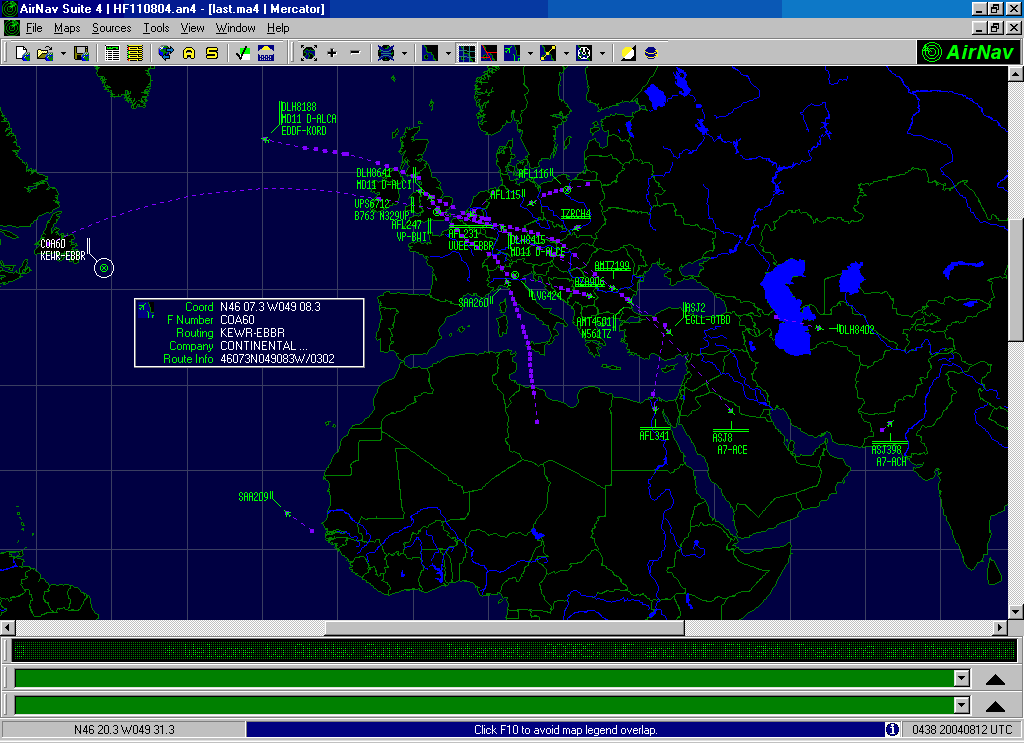 AirNav Suite 4 | HF110804.an4 - [last.ma4 | Mercator]
File Maps Sources Tools View Window Help
AirNav
DLH8188
MD11 D-ALCA
EDDF-KORD
DLH8641
MD11 D-ALCI
AFL116
AFL115
UPS6712
B763 N329UP
TZRCH4
AFL247
VP-BWI
AFL231
UUEE-EBBR
DLH8415
MD11 D-ALCE
COA60
KEWR-EBBR
AMT7199
AZA906
SAA260
LVG424
ASJ2
EGLL-OTBD
AMT4501
N561TZ
DLH8402
Coord N46 07.3 W049 08.3
F Number COA60
Routing KEWR-EBBR
Company CONTINENTAL ...
Route Info 46073N049083W/0302
AFL341
ASJ8
A7-ACE
ASJ398
A7-ACH
SAA209
N46 20.3 W049 31.3
Click F10 to avoid map legend overlap.
0438 20040812 UTC